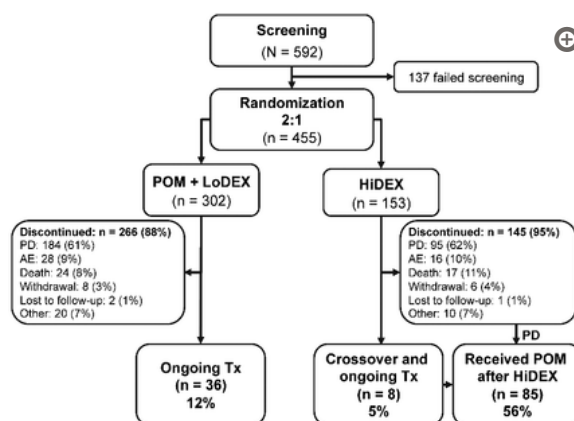 Screening
(N = 592)
137 failed screening
Randomization
2:1
(n = 455)
POM + LoDEX
(n = 302)
HiDEX
(n = 153)
Discontinued: n = 266 (88%)
PD: 184 (61%)
AE: 28 (9%)
Death: 24 (8%)
Withdrawal: 8 (3%)
Lost to follow-up: 2 (1%)
Other: 20 (7%)
Discontinued: n = 145 (95%)
PD: 95 (62%)
AE: 16 (10%)
Death: 17 (11%)
Withdrawal: 6 (4%)
Lost to follow-up: 1 (1%)
Other: 10 (7%)
PD
Ongoing Tx
(n = 36)
12%
Crossover and
ongoing Tx
(n = 8)
5%
Received POM
after HiDEX
(n = 85)
56%